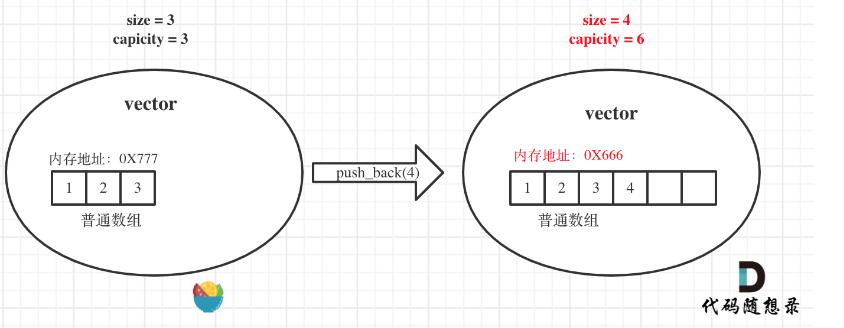 size = 3
capicity = 3
vector
内存地址：0X777
1 2 3
普通数组
push_back(4)
size = 4
capicity = 6
vector
内存地址：0X666
1 2 3 4
普通数组
D
代码随想录